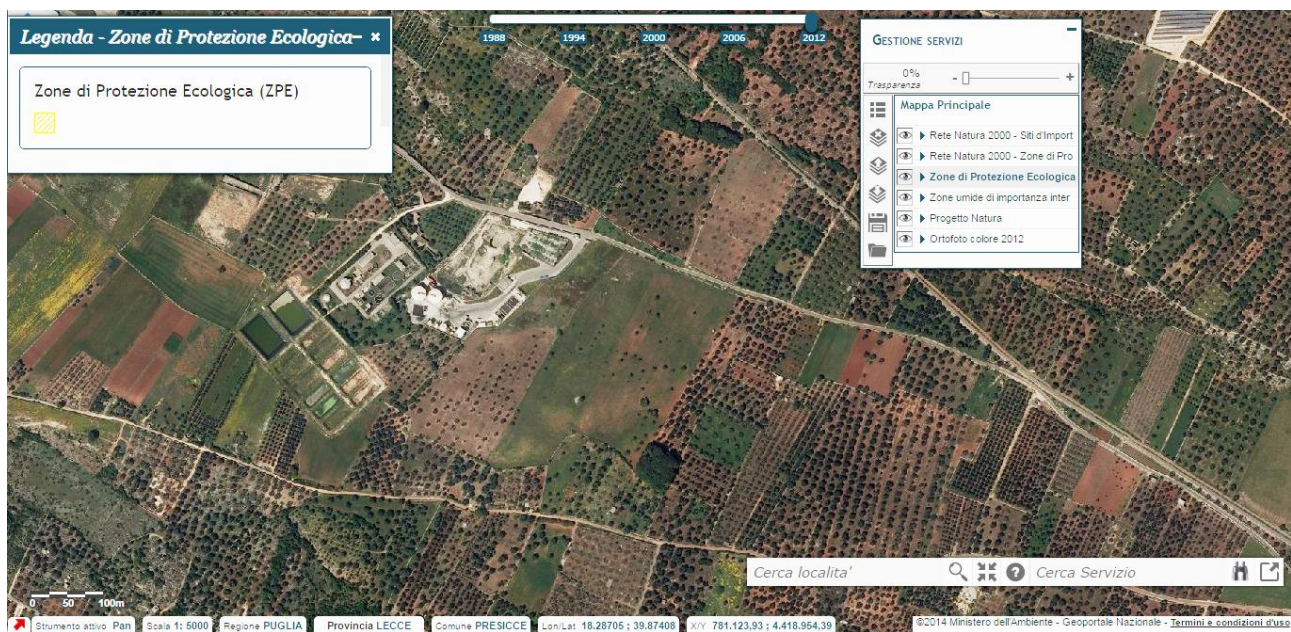 Legenda - Zone di Protezione Ecologica
Zone di Protezione Ecologica (ZPE)
1988 1994 2000 2006 2012
GESTIONE SERVIZI
0%
Trasparenza
- +
Mappa Principale
Rete Natura 2000 - Siti d'Import
Rete Natura 2000 - Zone di Pro
Zone di Protezione Ecologica
Zone umide di importanza inter
Progetto Natura
Ortofoto colore 2012
Cerca localita' Cerca Servizio
0 50 100m
Strumento attivo Pan Scala 1: 5000 Regione PUGLIA Provincia LECCE Comune PRESICCE Lon/Lat 18.28705 ; 39.87408 X/Y 781.123,93 ; 4.418.954,39 ©2014 Ministero dell'Ambiente - Geoportale Nazionale - Termini e condizioni d'uso